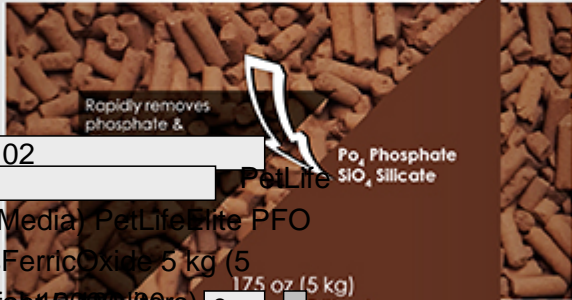 Rapidly removes
phosphate &
02
Po4 Phosphate
PetLife
SiO4 Silicate
Media) PetLifeElite PFO
FerricOxide 5 kg (5
175 oz (5 kg)